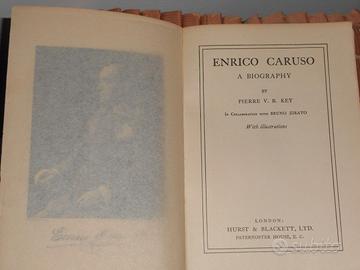 ENRICO CARUSO
A BIOGRAPHY
BY
PIERRE V. R. KEY
In Collaboration with BRUNO ZIRATO
With illustrations
LONDON:
HURST & BLACKETT, LTD.
PATERNOSTER HOUSE, E. C.
subito